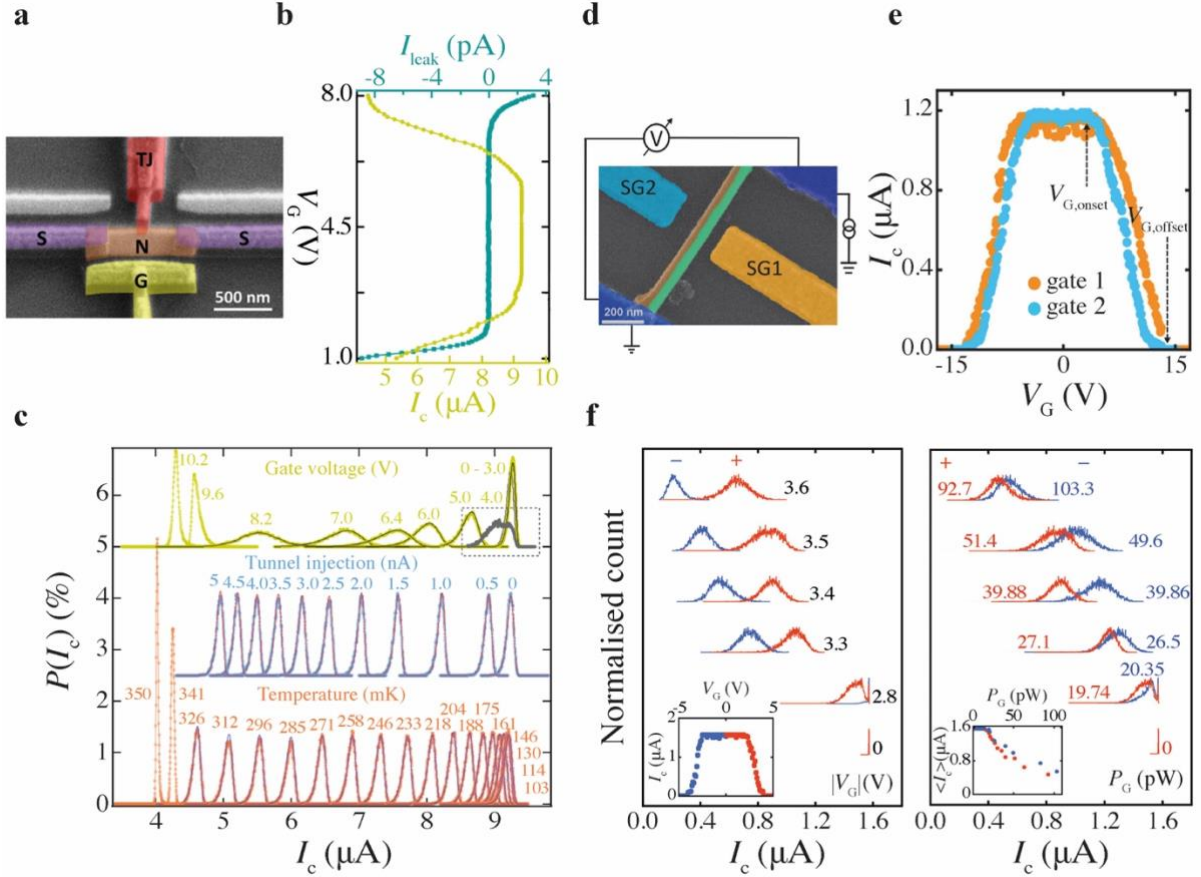 a
TJ
S
N
S
G
500 nm
b
I_leak (pA)
-8 -4 0 4
8.0
4.5
1.0
V_G (V)
5 6 7 8 9 10
I_c (μA)
d
V
SG2
SG1
200 nm
e
1.2
0.8
0.4
0.0
I_c (μA)
V_G,onset
V_G,offset
gate 1
gate 2
-15 0 15
V_G (V)
c
P(I_c) (%)
6
5
4
3
2
1
0
10.2
9.6
Gate voltage (V)
8.2 7.0 6.4 6.0 5.0 4.0 0 - 3.0
Tunnel injection (nA)
5 4.5 4.0 3.5 3.0 2.5 2.0 1.5 1.0 0.5 0
Temperature (mK)
350 341
326 312 296 285 271 258 246 233 218 204 188 175 161 146
130
114
103
4 5 6 7 8 9
I_c (μA)
f
Normalised count
− +
3.6
3.5
3.4
3.3
2.8
0
|V_G|(V)
V_G (V)
-5 0 5
2
1
0
I_c (μA)
0.0 0.4 0.8 1.2 1.6
I_c (μA)
+ −
92.7 103.3
51.4 49.6
39.88 39.86
27.1 26.5
20.35
19.74
0
P_G (pW)
P_G (pW)
0 50 100
1.6
0.8
0
<I_c>(μA)
0.0 0.4 0.8 1.2 1.6
I_c (μA)